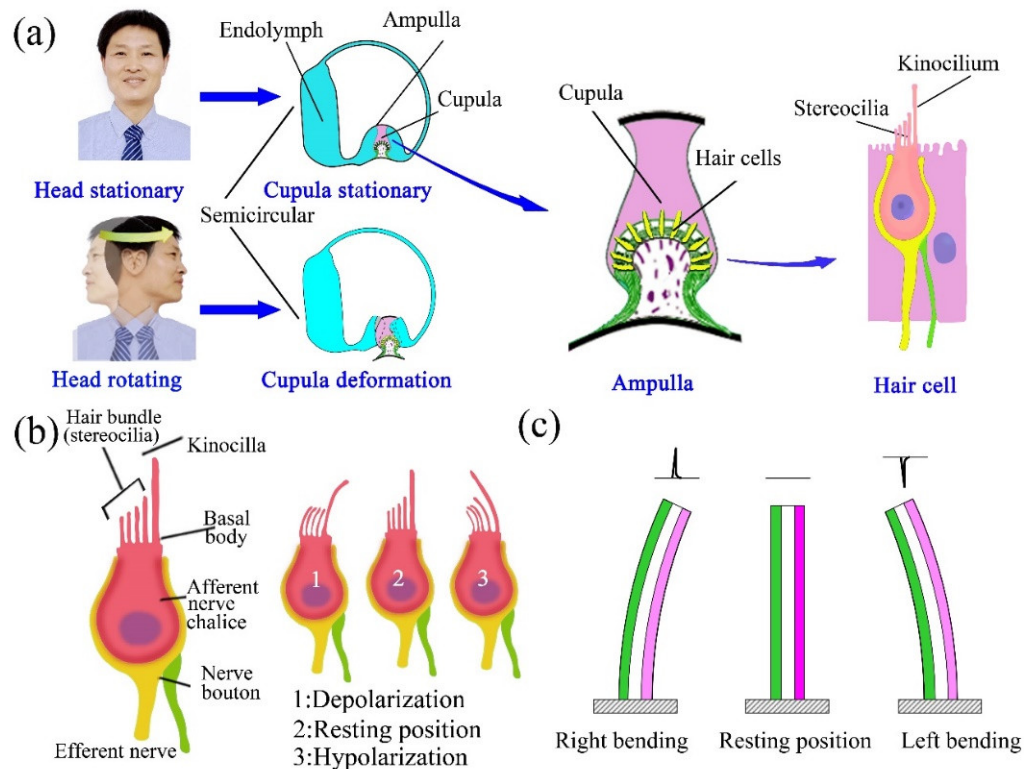 (a)
Endolymph
Ampulla
Cupula
Head stationary
Cupula stationary
Semicircular
Head rotating
Cupula deformation
Cupula
Hair cells
Ampulla
Kinocilium
Stereocilia
Hair cell
(b)
Hair bundle
(stereocilia)
Kinocilla
Basal
body
Afferent
nerve
chalice
Nerve
bouton
Efferent nerve
1
2
3
1:Depolarization
2:Resting position
3:Hypolarization
(c)
Right bending
Resting position
Left bending